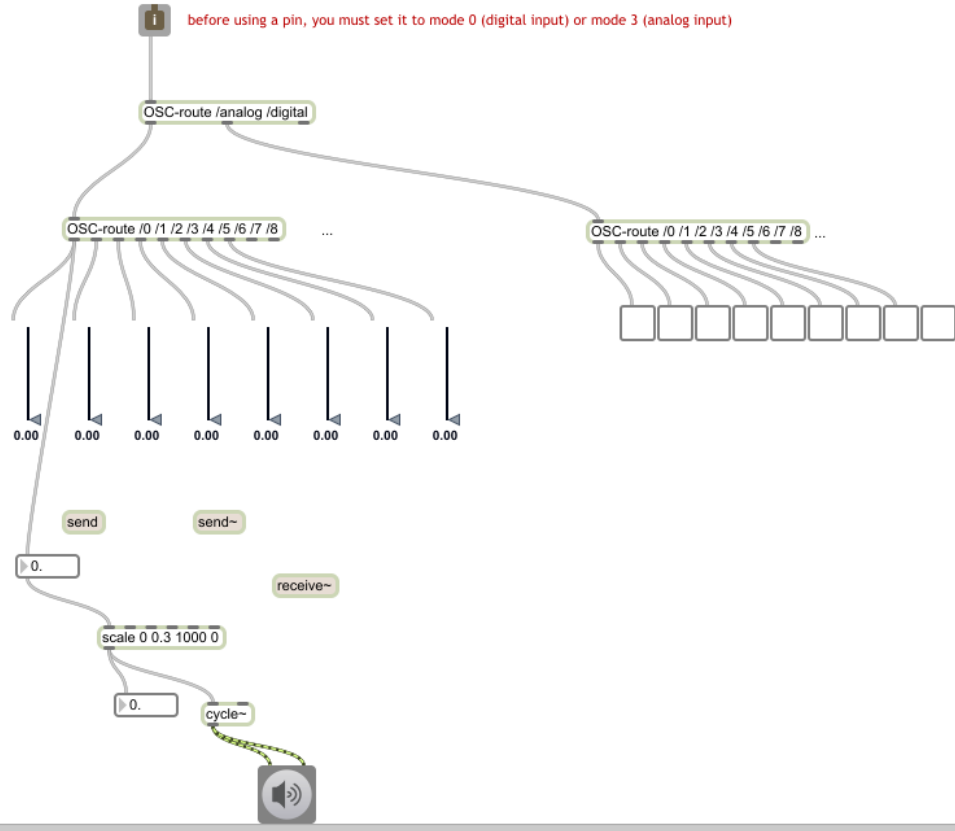 i
before using a pin, you must set it to mode 0 (digital input) or mode 3 (analog input)
OSC-route /analog /digital
OSC-route /0 /1 /2 /3 /4 /5 /6 /7 /8
...
OSC-route /0 /1 /2 /3 /4 /5 /6 /7 /8
...
0.00 0.00 0.00 0.00 0.00 0.00 0.00 0.00
send
send~
0.
receive~
scale 0 0.3 1000 0
0.
cycle~